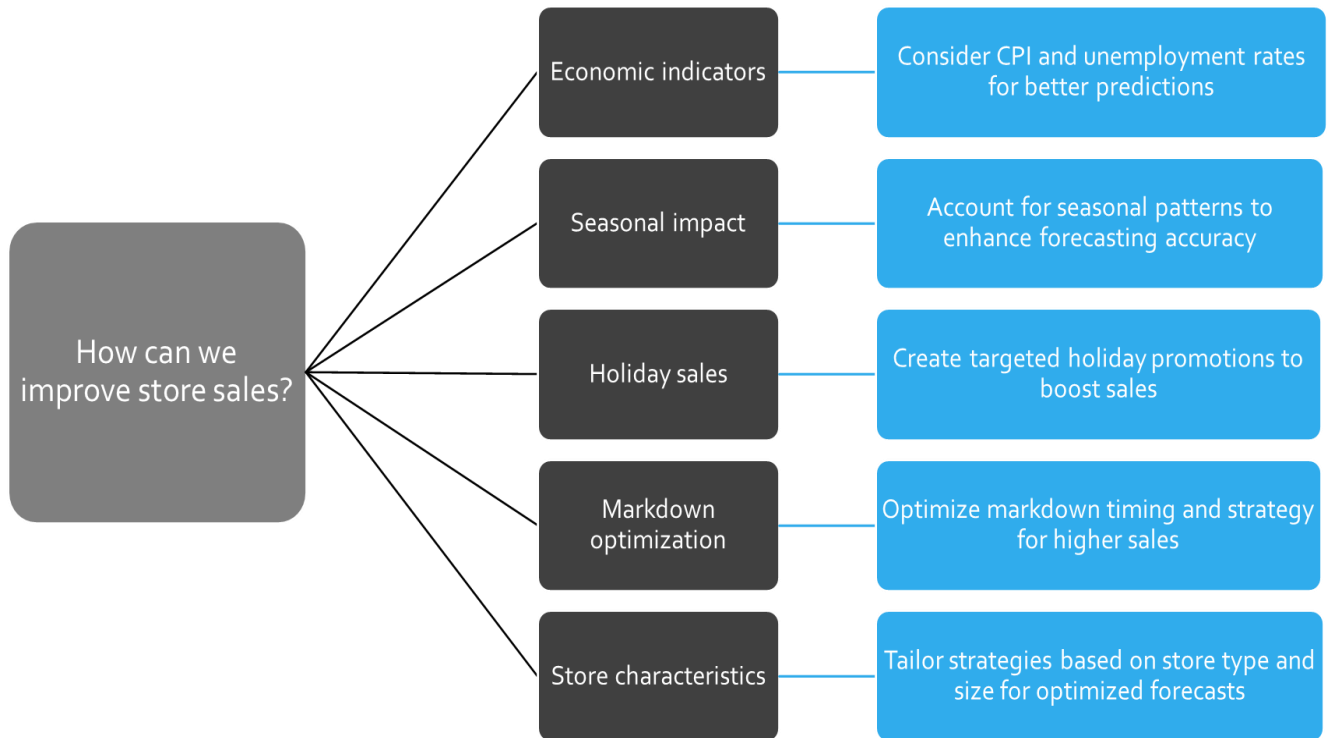 How can we
improve store sales?
Economic indicators
Consider CPI and unemployment rates
for better predictions
Seasonal impact
Account for seasonal patterns to
enhance forecasting accuracy
Holiday sales
Create targeted holiday promotions to
boost sales
Markdown
optimization
Optimize markdown timing and strategy
for higher sales
Store characteristics
Tailor strategies based on store type and
size for optimized forecasts